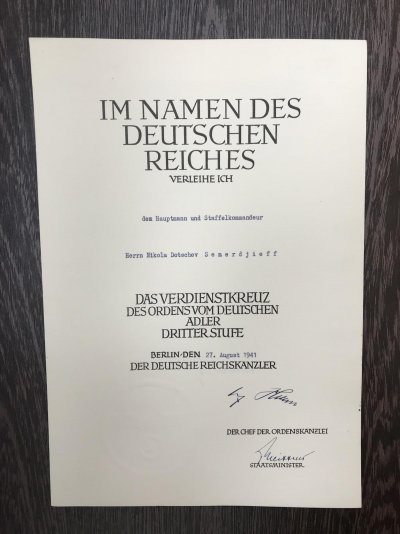 IM NAMEN DES
DEUTSCHEN
REICHES
VERLEIHE ICH
dem Hauptmann und Staffelkommandeur
Herrn Nikola Dotschev Semerdjieff
DAS VERDIENSTKREUZ
DES ORDENS VOM DEUTSCHEN
ADLER
DRITTER STUFE
BERLIN·DEN 27. August 1941
DER DEUTSCHE REICHSKANZLER
DER CHEF DER ORDENSKANZLEI
STAATSMINISTER